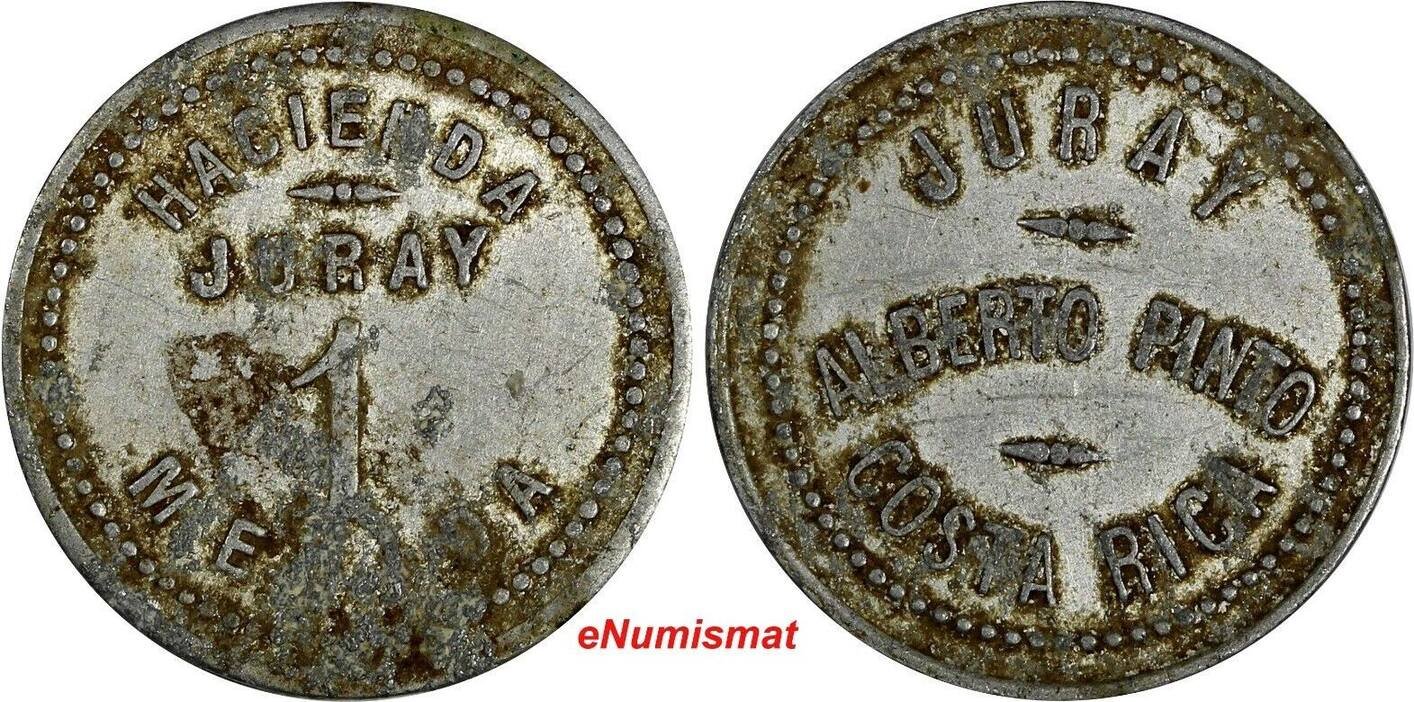 HACIENDA
JURAY
1
JURAY
ALBERTO PINTO
COSTA RICA
eNumismat